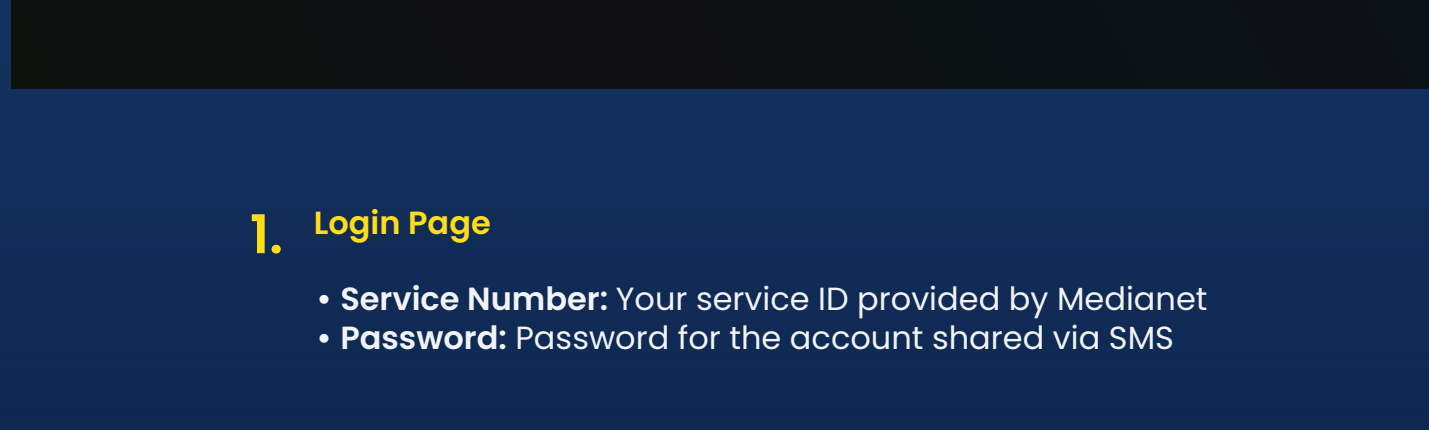 1. Login Page
• Service Number: Your service ID provided by Medianet
• Password: Password for the account shared via SMS